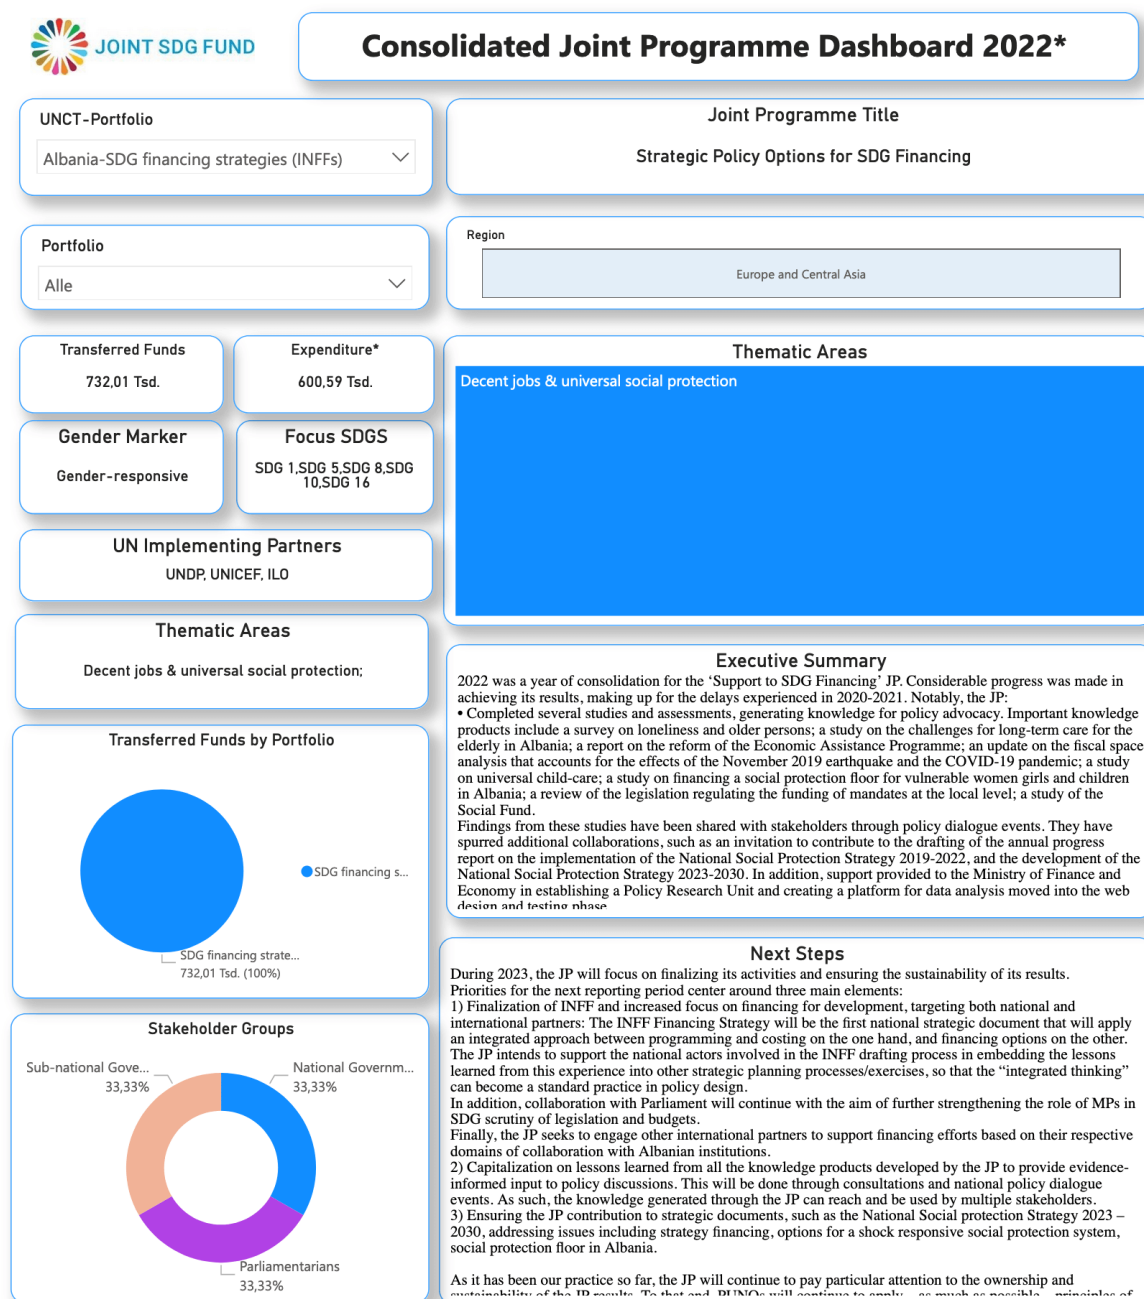 JOINT SDG FUND
Consolidated Joint Programme Dashboard 2022*
UNCT-Portfolio
Albania-SDG financing strategies (INFFs)
Joint Programme Title
Strategic Policy Options for SDG Financing
Portfolio
Alle
Region
Europe and Central Asia
Transferred Funds
732,01 Tsd.
Expenditure*
600,59 Tsd.
Gender Marker
Gender-responsive
Focus SDGS
SDG 1,SDG 5,SDG 8,SDG
10,SDG 16
UN Implementing Partners
UNDP, UNICEF, ILO
Thematic Areas
Decent jobs & universal social protection;
Thematic Areas
Decent jobs & universal social protection
Transferred Funds by Portfolio
SDG financing s...
SDG financing strate...
732,01 Tsd. (100%)
Stakeholder Groups
Sub-national Gove...
33,33%
National Governm...
33,33%
Parliamentarians
33,33%
Executive Summary
2022 was a year of consolidation for the ‘Support to SDG Financing’ JP. Considerable progress was made in
achieving its results, making up for the delays experienced in 2020-2021. Notably, the JP:
• Completed several studies and assessments, generating knowledge for policy advocacy. Important knowledge
products include a survey on loneliness and older persons; a study on the challenges for long-term care for the
elderly in Albania; a report on the reform of the Economic Assistance Programme; an update on the fiscal space
analysis that accounts for the effects of the November 2019 earthquake and the COVID-19 pandemic; a study
on universal child-care; a study on financing a social protection floor for vulnerable women girls and children
in Albania; a review of the legislation regulating the funding of mandates at the local level; a study of the
Social Fund.
Findings from these studies have been shared with stakeholders through policy dialogue events. They have
spurred additional collaborations, such as an invitation to contribute to the drafting of the annual progress
report on the implementation of the National Social Protection Strategy 2019-2022, and the development of the
National Social Protection Strategy 2023-2030. In addition, support provided to the Ministry of Finance and
Economy in establishing a Policy Research Unit and creating a platform for data analysis moved into the web
design and testing phase
Next Steps
During 2023, the JP will focus on finalizing its activities and ensuring the sustainability of its results.
Priorities for the next reporting period center around three main elements:
1) Finalization of INFF and increased focus on financing for development, targeting both national and
international partners: The INFF Financing Strategy will be the first national strategic document that will apply
an integrated approach between programming and costing on the one hand, and financing options on the other.
The JP intends to support the national actors involved in the INFF drafting process in embedding the lessons
learned from this experience into other strategic planning processes/exercises, so that the “integrated thinking”
can become a standard practice in policy design.
In addition, collaboration with Parliament will continue with the aim of further strengthening the role of MPs in
SDG scrutiny of legislation and budgets.
Finally, the JP seeks to engage other international partners to support financing efforts based on their respective
domains of collaboration with Albanian institutions.
2) Capitalization on lessons learned from all the knowledge products developed by the JP to provide evidence-
informed input to policy discussions. This will be done through consultations and national policy dialogue
events. As such, the knowledge generated through the JP can reach and be used by multiple stakeholders.
3) Ensuring the JP contribution to strategic documents, such as the National Social protection Strategy 2023 –
2030, addressing issues including strategy financing, options for a shock responsive social protection system,
social protection floor in Albania.
As it has been our practice so far, the JP will continue to pay particular attention to the ownership and
sustainability of the JP results. To that end, PUNOs will continue to apply – as much as possible – principles of